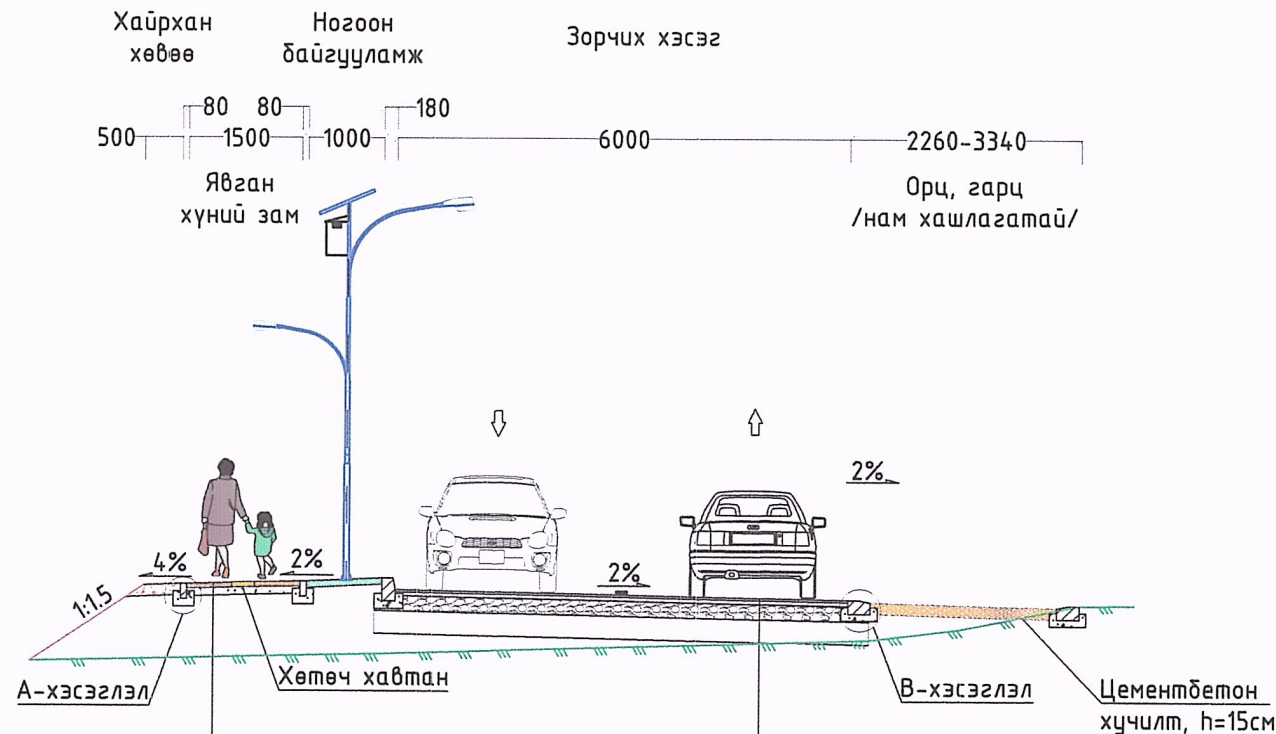 Хайрхан
хөвөө
Ногоон
байгууламж
Зорчих хэсэг
80
80
180
500
1500
1000
6000
2260-3340
Явган
хүний зам
Орц, гарц
/нам хашлагатай/
2%
4%
2%
2%
1:1.5
А-хэсэглэл
Хөтөч хавтан
В-хэсэглэл
Цементбетон
хучилт, h=15см